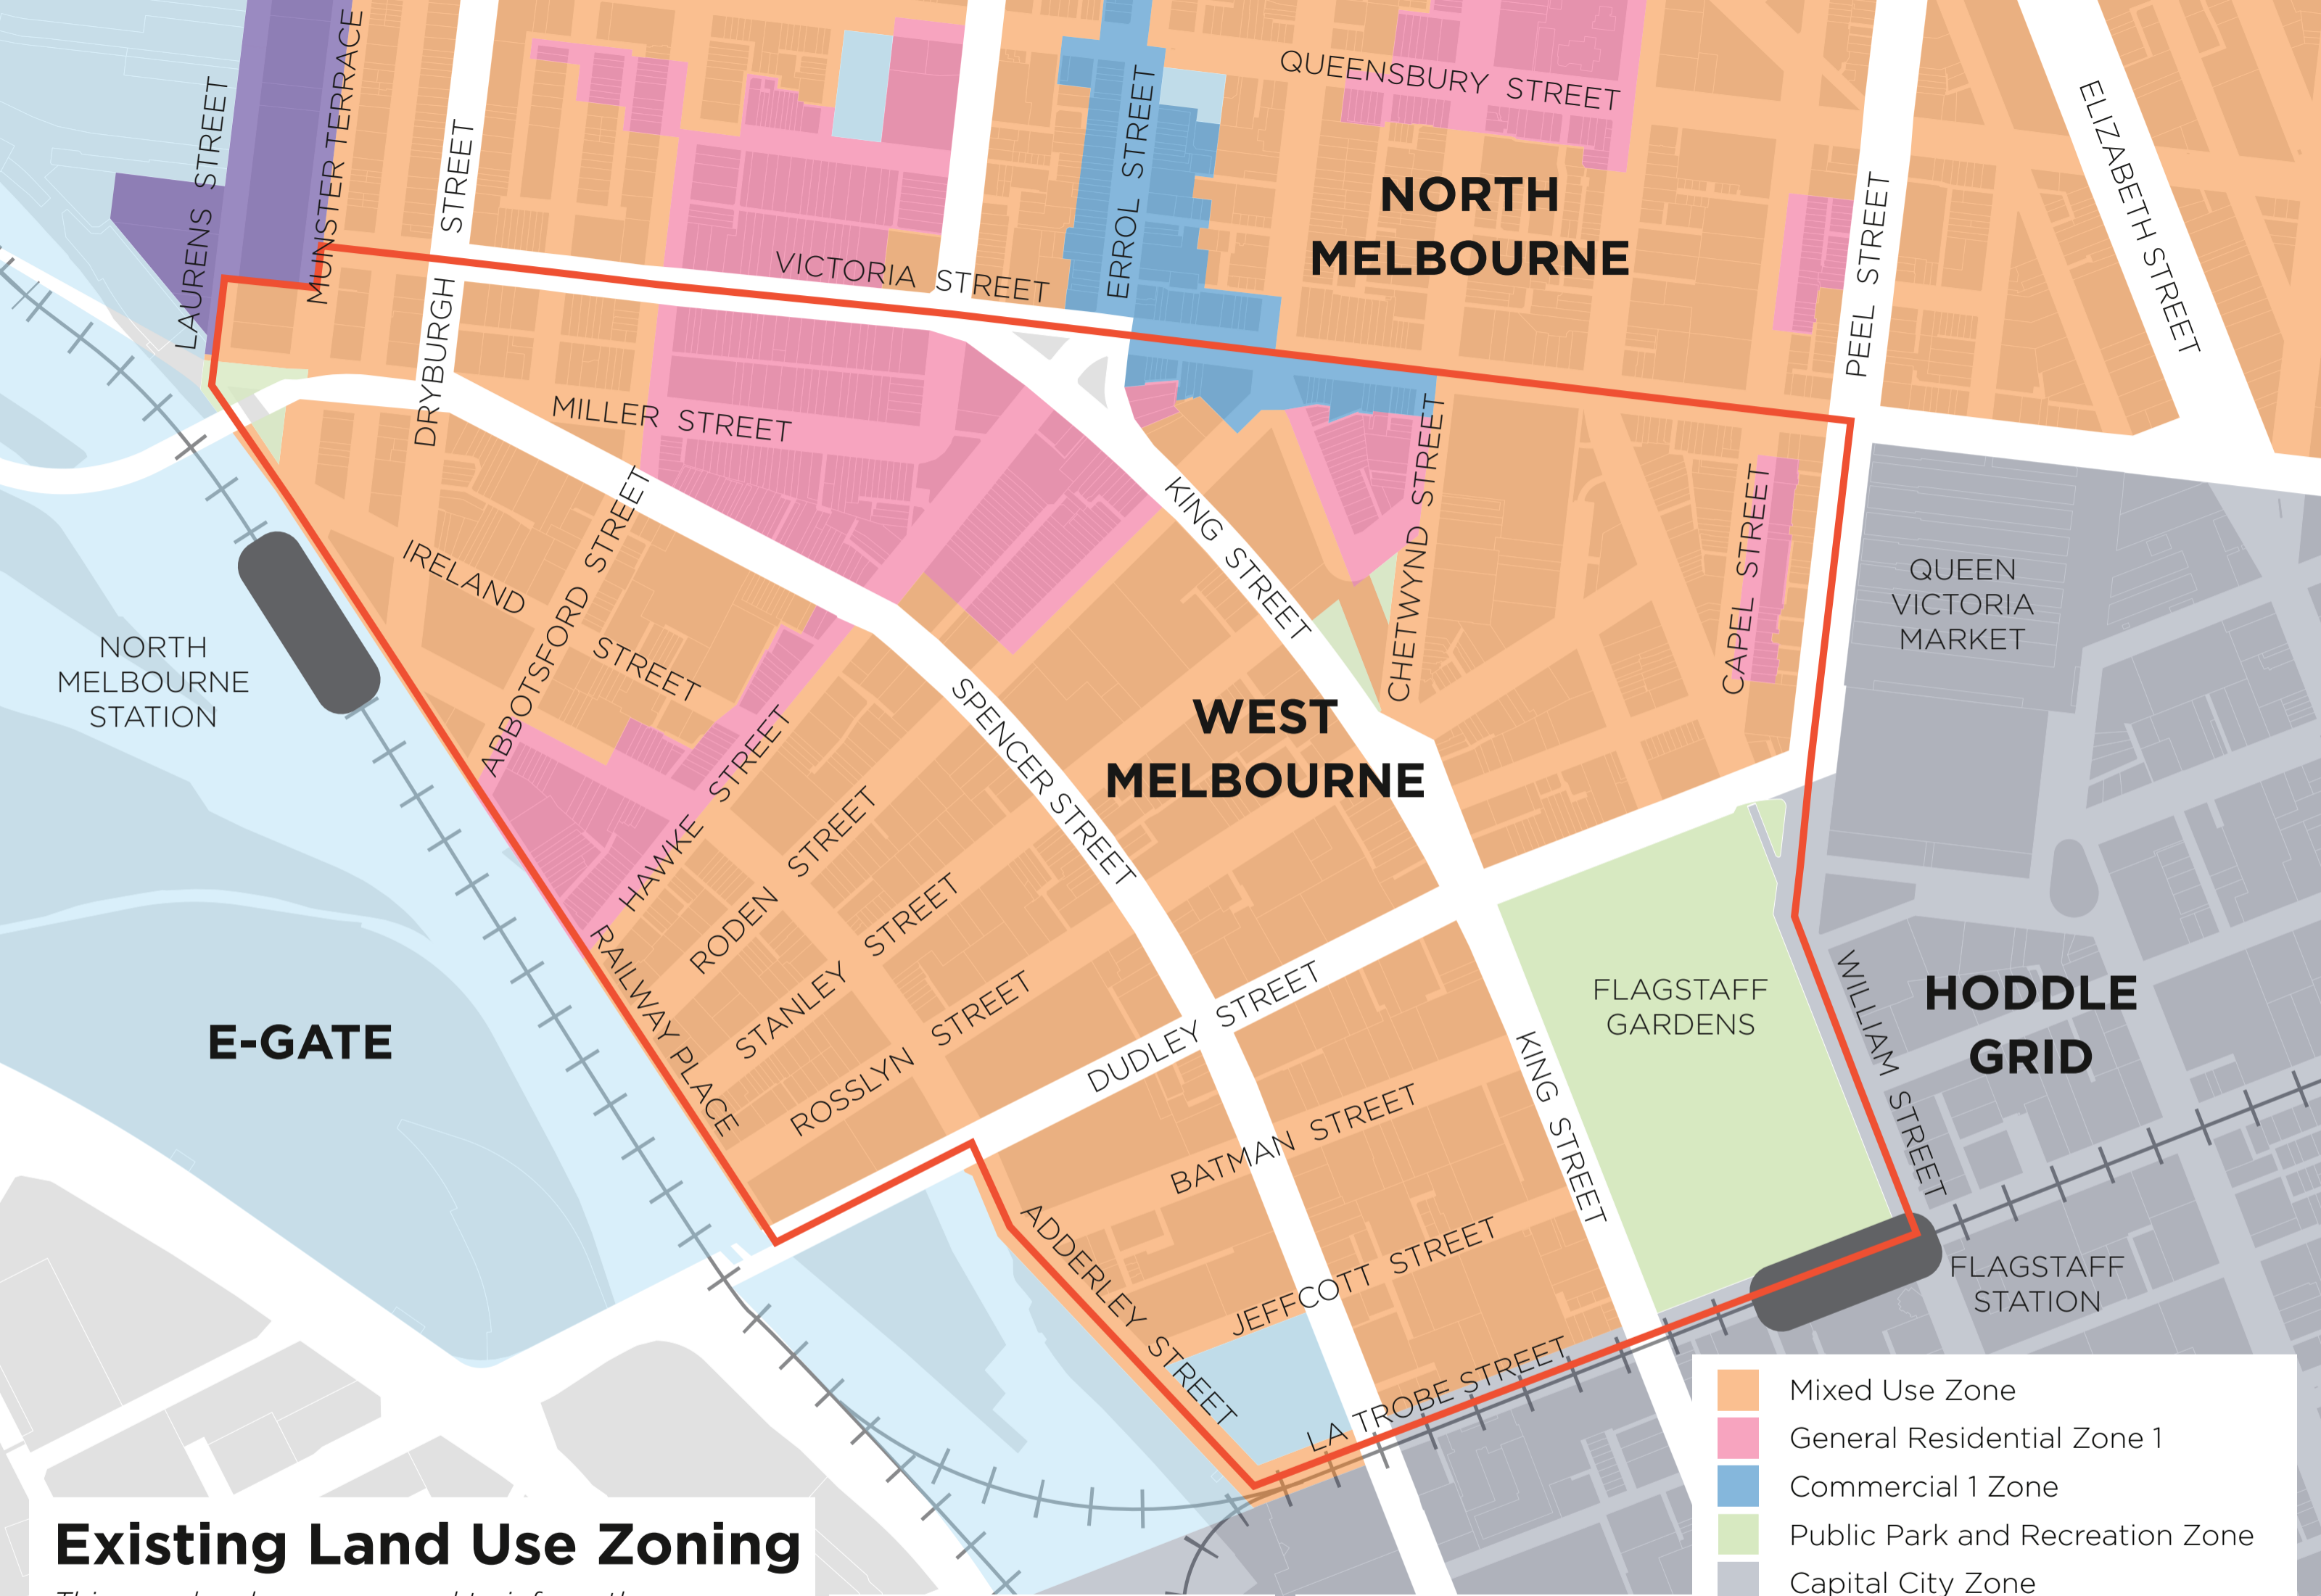 QUEENSBURY STREET
ELIZABETH STREET
LAURENS STREET
MUNSTER TERRACE
DRYBURGH STREET
ERROL STREET
PEEL STREET
NORTH
MELBOURNE
VICTORIA STREET
MILLER STREET
KING STREET
CHETWYND STREET
CAPEL STREET
QUEEN
VICTORIA
MARKET
IRELAND STREET
ABBOTSFORD STREET
NORTH
MELBOURNE
STATION
SPENCER STREET
WEST
MELBOURNE
HAWKE STREET
RODEN STREET
STANLEY STREET
ROSSLYN STREET
RAILWAY PLACE
E-GATE
DUDLEY STREET
FLAGSTAFF
GARDENS
WILLIAM STREET
HODDLE
GRID
BATMAN STREET
KING STREET
ADDERLEY STREET
JEFFCOTT STREET
LA TROBE STREET
FLAGSTAFF
STATION
Mixed Use Zone
General Residential Zone 1
Commercial 1 Zone
Public Park and Recreation Zone
Capital City Zone
Existing Land Use Zoning